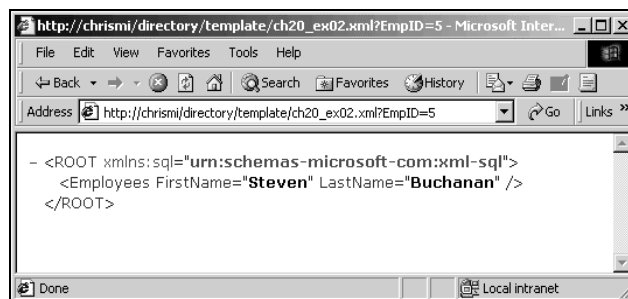 http://chrismi/directory/template/ch20_ex02.xml?EmpID=5 - Microsoft Inter...
File Edit View Favorites Tools Help
Back Search Favorites History
Address http://chrismi/directory/template/ch20_ex02.xml?EmpID=5 Go Links »
- <ROOT xmlns:sql="urn:schemas-microsoft-com:xml-sql">
<Employees FirstName="Steven" LastName="Buchanan" />
</ROOT>
Done Local intranet